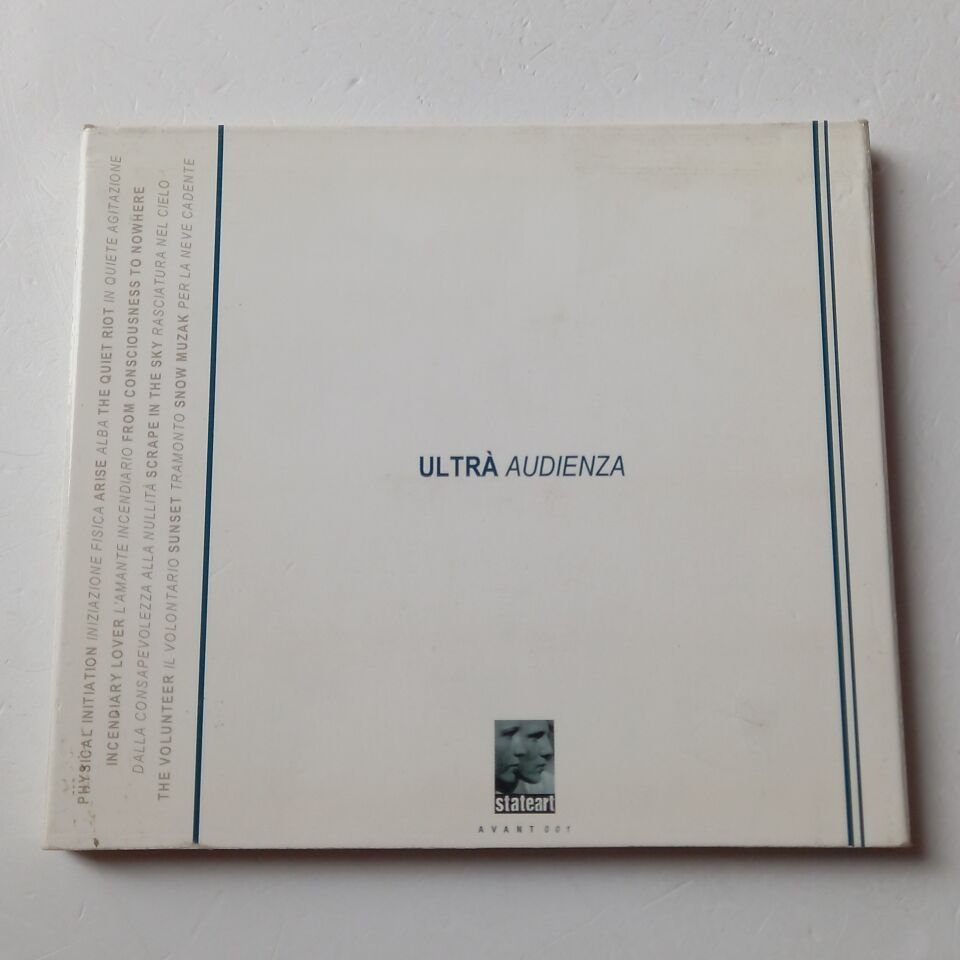 PHYSICAL INITIATION INIZIAZIONE FISICA ARISE ALBA THE QUIET RIOT IN QUIETE AGITAZIONE
INCENDIARY LOVER L'AMANTE INCENDIARIO FROM CONSCIOUSNESS TO NOWHERE
DALLA CONSAPEVOLEZZA ALLA NULLITÀ SCRAPE IN THE SKY RASCIATURA NEL CIELO
THE VOLUNTEER IL VOLONTARIO SUNSET TRAMONTO SNOW MUZAK PER LA NEVE CADENTE
ULTRÀ AUDIENZA
stateart
AVANT 001